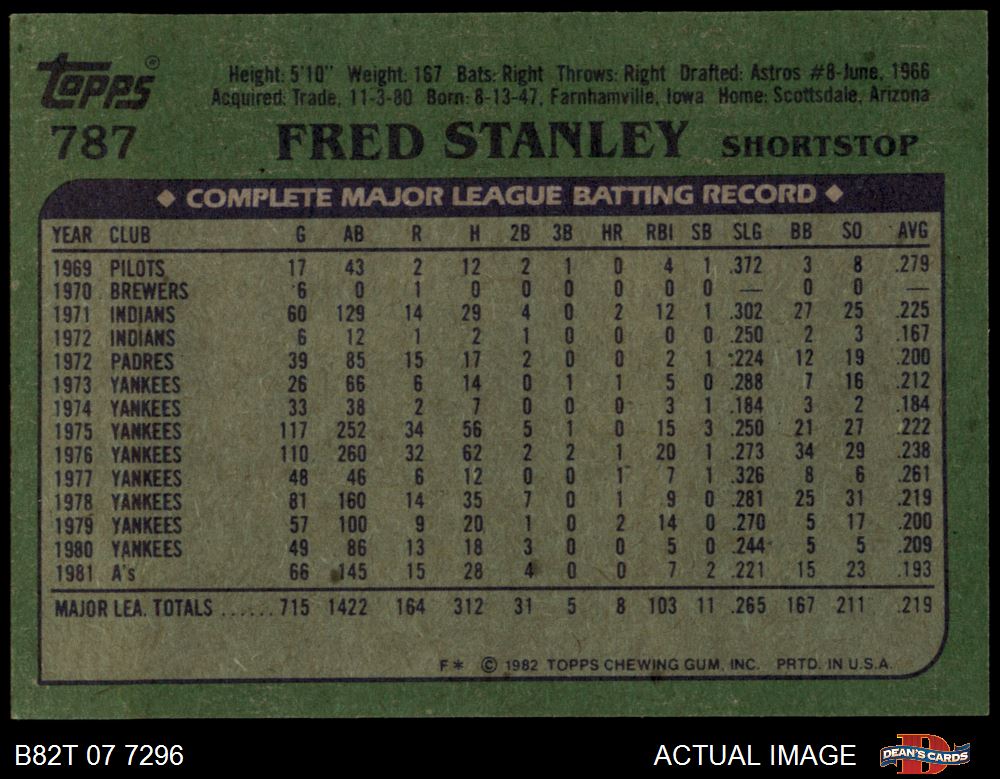 Topps®
Height: 5'10" Weight: 167 Bats: Right Throws: Right Drafted: Astros #8-June, 1966
Acquired: Trade, 11-3-80 Born: 8-13-47, Farnhamville, Iowa Home: Scottsdale, Arizona
787 FRED STANLEY SHORTSTOP
◆ COMPLETE MAJOR LEAGUE BATTING RECORD ◆
YEAR CLUB G AB R H 2B 3B HR RBI SB SLG BB SO AVG
1969 PILOTS 17 43 2 12 2 1 0 4 1 .372 3 8 .279
1970 BREWERS 6 0 1 0 0 0 0 0 0 — 0 0 —
1971 INDIANS 60 129 14 29 4 0 2 12 1 .302 27 25 .225
1972 INDIANS 6 12 1 2 1 0 0 0 0 .250 2 3 .167
1972 PADRES 39 85 15 17 2 0 0 2 1 .224 12 19 .200
1973 YANKEES 26 66 6 14 0 1 1 5 0 .288 7 16 .212
1974 YANKEES 33 38 2 7 0 0 0 3 1 .184 3 2 .184
1975 YANKEES 117 252 34 56 5 1 0 15 3 .250 21 27 .222
1976 YANKEES 110 260 32 62 2 2 1 20 1 .273 34 29 .238
1977 YANKEES 48 46 6 12 0 0 1 7 1 .326 8 6 .261
1978 YANKEES 81 160 14 35 7 0 1 9 0 .281 25 31 .219
1979 YANKEES 57 100 9 20 1 0 2 14 0 .270 5 17 .200
1980 YANKEES 49 86 13 18 3 0 0 5 0 .244 5 5 .209
1981 A's 66 145 15 28 4 0 0 7 2 .221 15 23 .193
MAJOR LEA. TOTALS ...... 715 1422 164 312 31 5 8 103 11 .265 167 211 .219
F* © 1982 TOPPS CHEWING GUM, INC. PRTD. IN U.S.A.
B82T 07 7296 ACTUAL IMAGE DEAN'S CARDS